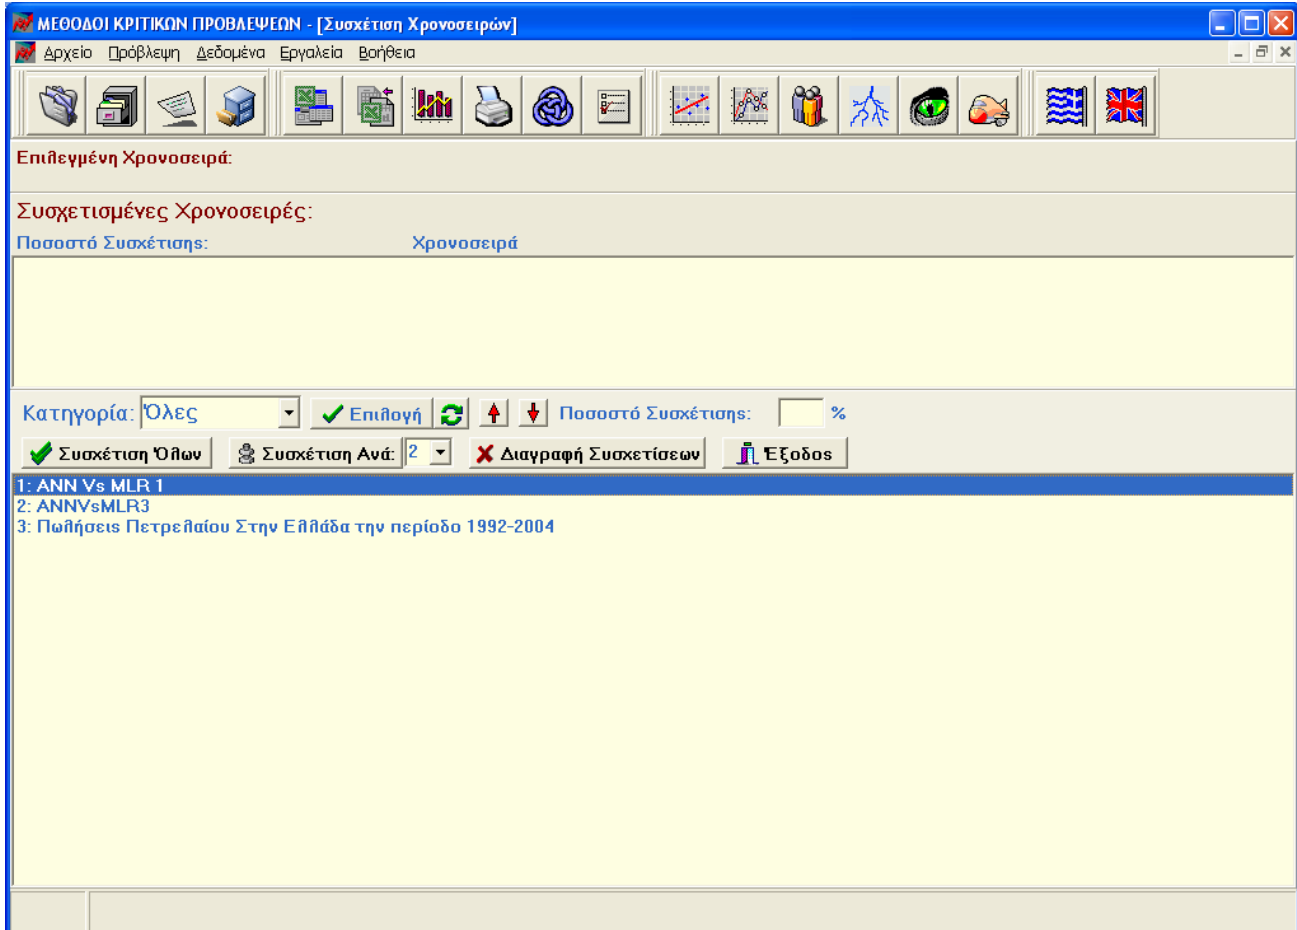 ΜΕΘΟΔΟΙ ΚΡΙΤΙΚΩΝ ΠΡΟΒΛΕΨΕΩΝ - [Συσχέτιση Χρονοσειρών]
Αρχείο Πρόβλεψη Δεδομένα Εργαλεία Βοήθεια
Επιλεγμένη Χρονοσειρά:
Συσχετισμένες Χρονοσειρές:
Ποσοστό Συσχέτισης: Χρονοσειρά
Κατηγορία: Όλες Επιλογή Ποσοστό Συσχέτισης: %
Συσχέτιση Όλων Συσχέτιση Ανά: 2 Διαγραφή Συσχετίσεων Έξοδος
1: ANN Vs MLR 1
2: ANNVsMLR3
3: Πωλήσεις Πετρελαίου Στην Ελλάδα την περίοδο 1992-2004